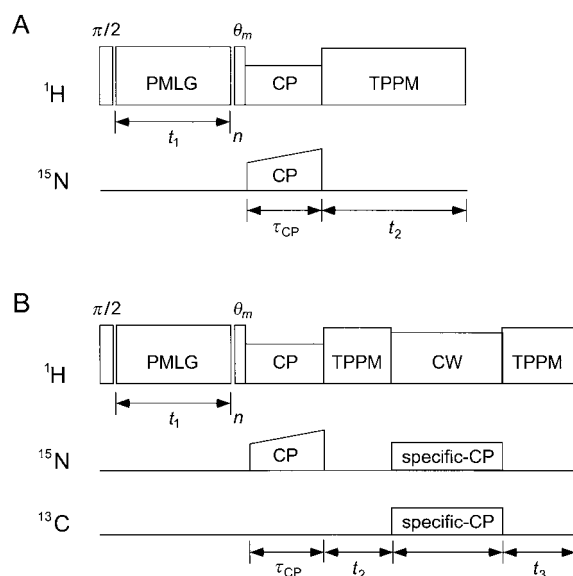 A
π/2
θm
¹H
PMLG
CP
TPPM
t₁
n
¹⁵N
CP
τCP
t₂
B
π/2
θm
¹H
PMLG
CP
TPPM
CW
TPPM
t₁
n
¹⁵N
CP
specific-CP
¹³C
specific-CP
τCP
t₂
t₃